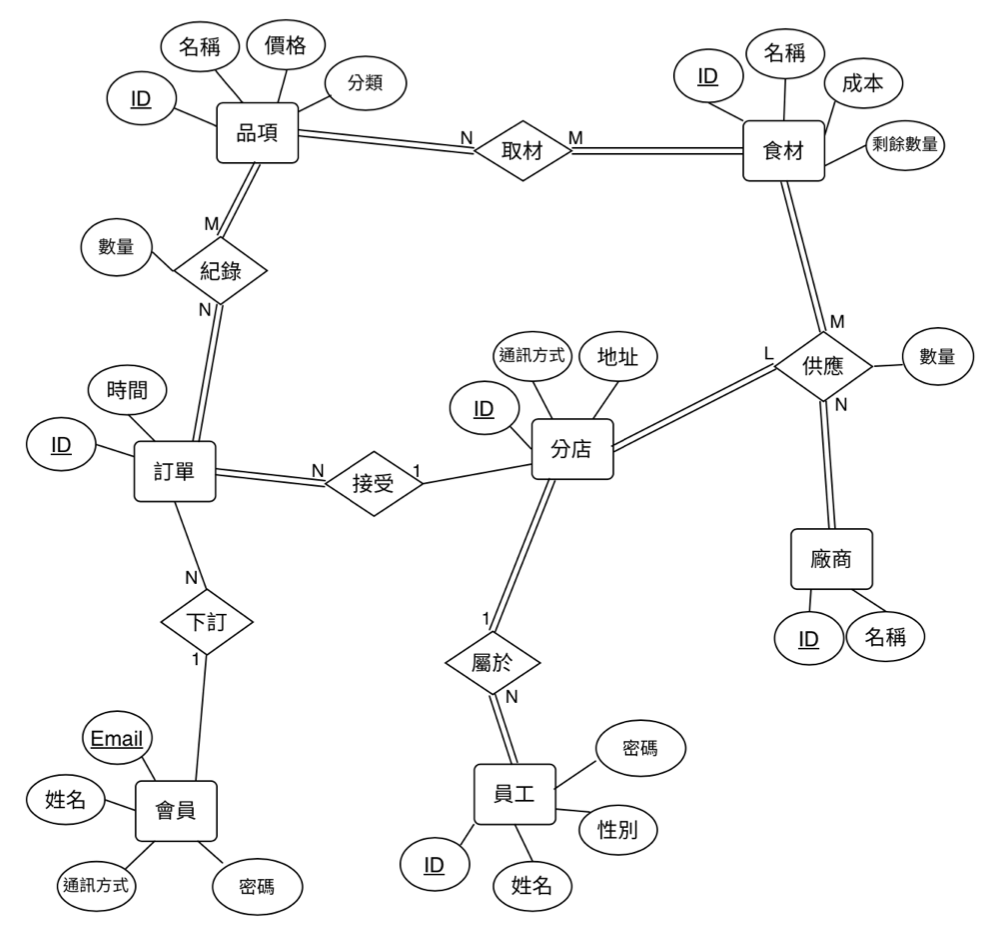 名稱
價格
ID
分類
品項
N
取材
M
ID
名稱
成本
食材
剩餘數量
M
數量
紀錄
N
時間
ID
訂單
N
接受
1
通訊方式
地址
ID
分店
L
M
供應
數量
N
廠商
ID
名稱
N
下訂
1
1
屬於
N
Email
姓名
會員
通訊方式
密碼
密碼
員工
性別
ID
姓名